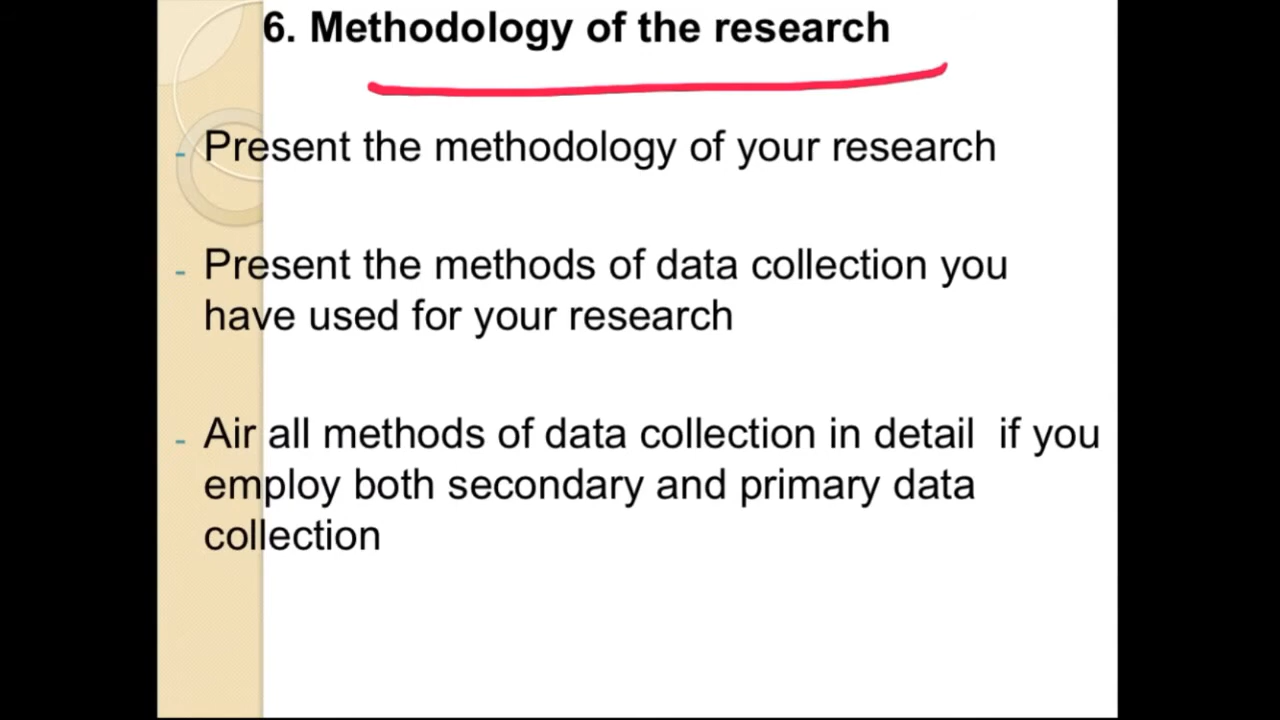 6. Methodology of the research
- Present the methodology of your research
- Present the methods of data collection you
have used for your research
- Air all methods of data collection in detail  if you
employ both secondary and primary data
collection